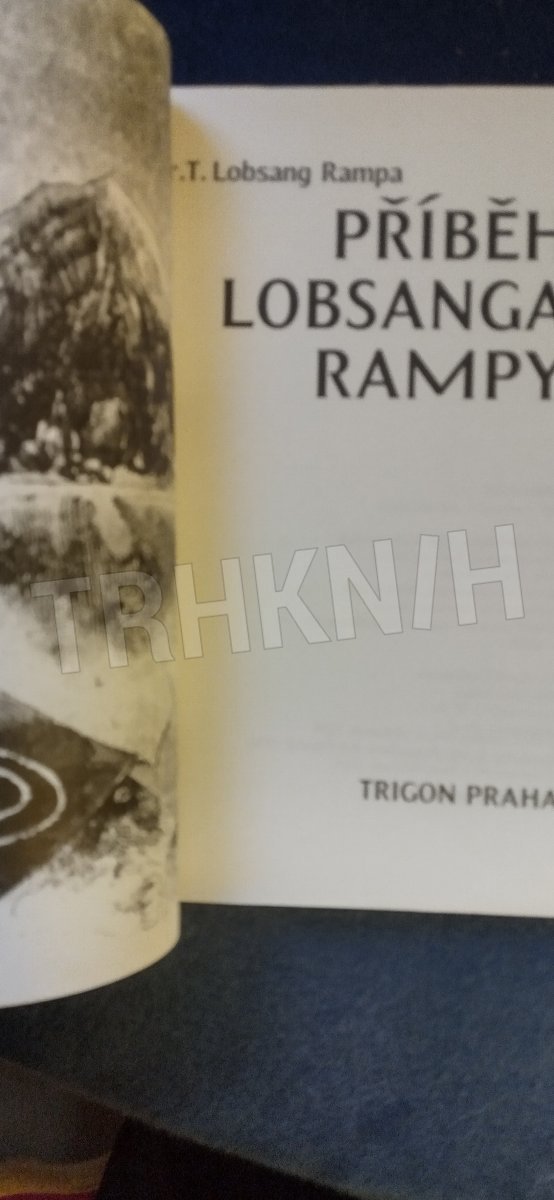 r.T. Lobsang Rampa
PŘÍBĚH
LOBSANGA
RAMPY
TRHKNIH
TRIGON PRAHA